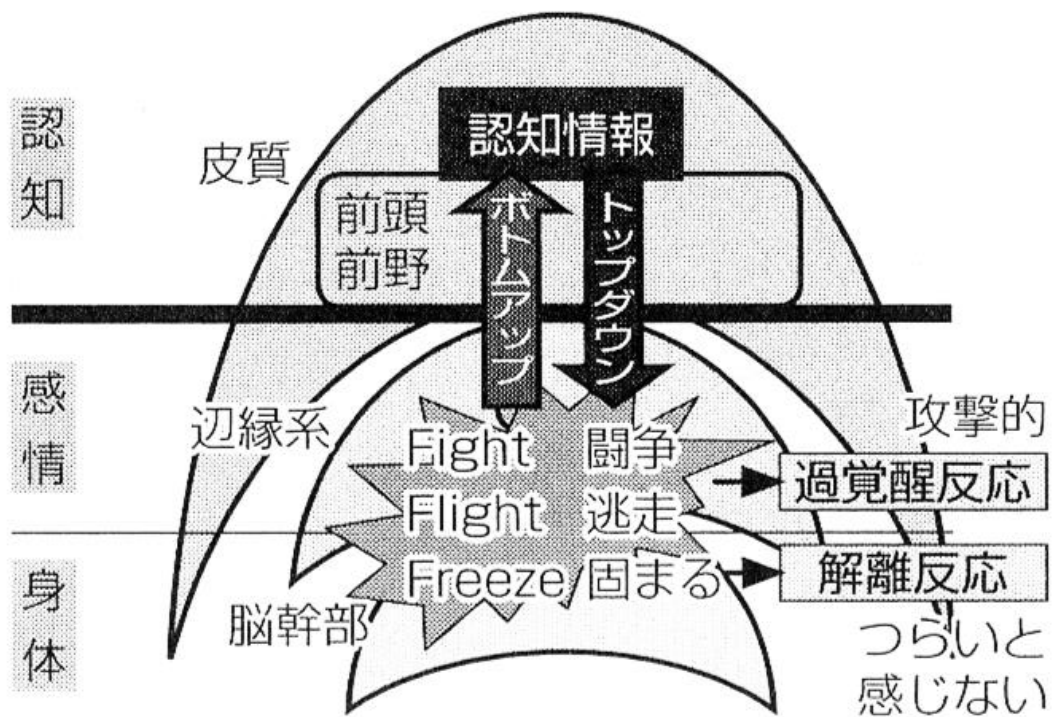 認知
皮質
認知情報
前頭
前野
ボトムアップ
トップダウン
感情
辺縁系
Fight 闘争
Flight 逃走
Freeze 固まる
攻撃的
過覚醒反応
解離反応
つらいと
感じない
身体
脳幹部